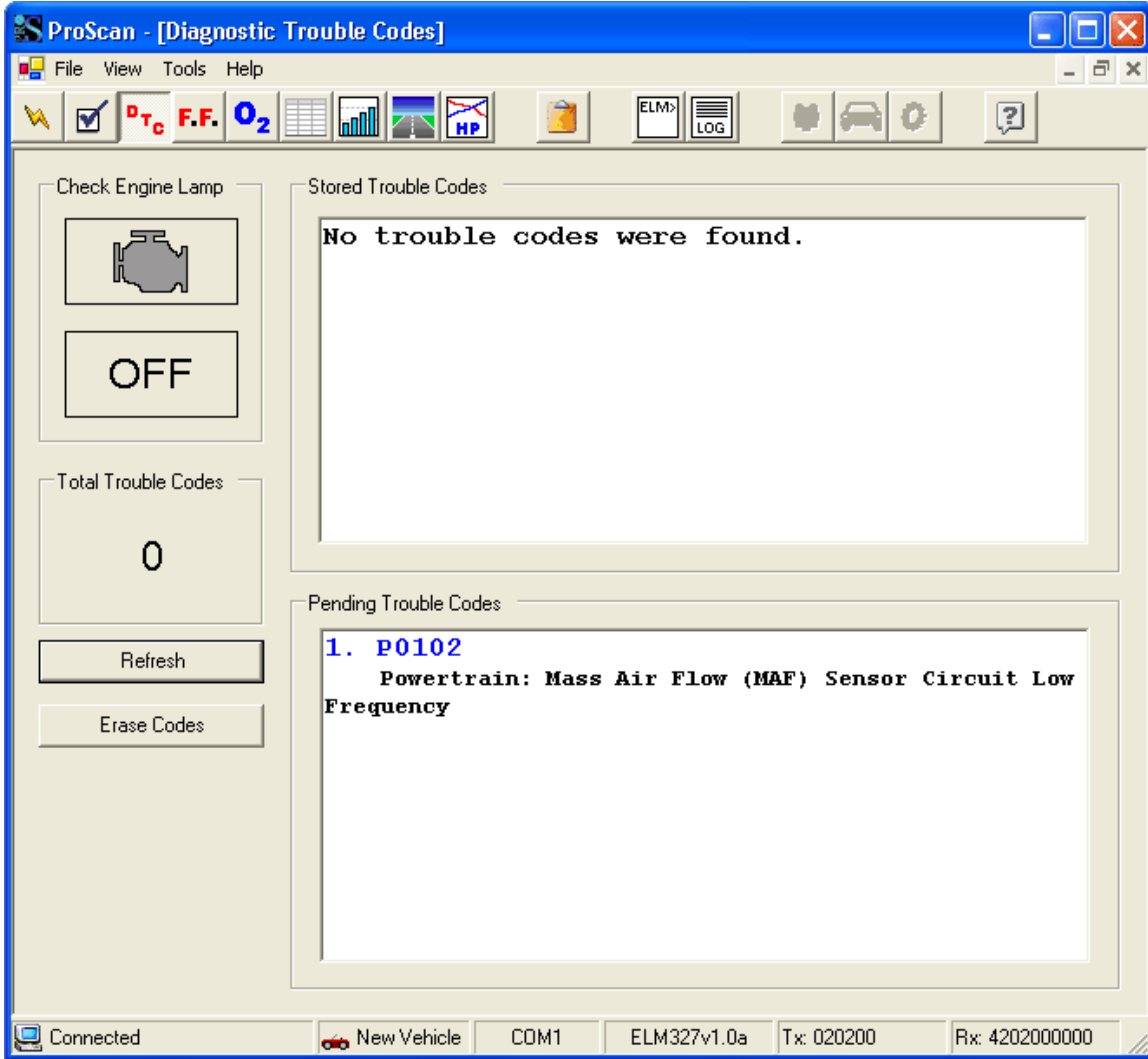 ProScan - [Diagnostic Trouble Codes]
File View Tools Help
DTC F.F. O2 HP ELM> LOG ?
Check Engine Lamp
OFF
Total Trouble Codes
0
Refresh
Erase Codes
Stored Trouble Codes
No trouble codes were found.
Pending Trouble Codes
1. P0102
Powertrain: Mass Air Flow (MAF) Sensor Circuit Low
Frequency
Connected New Vehicle COM1 ELM327v1.0a Tx: 020200 Rx: 4202000000